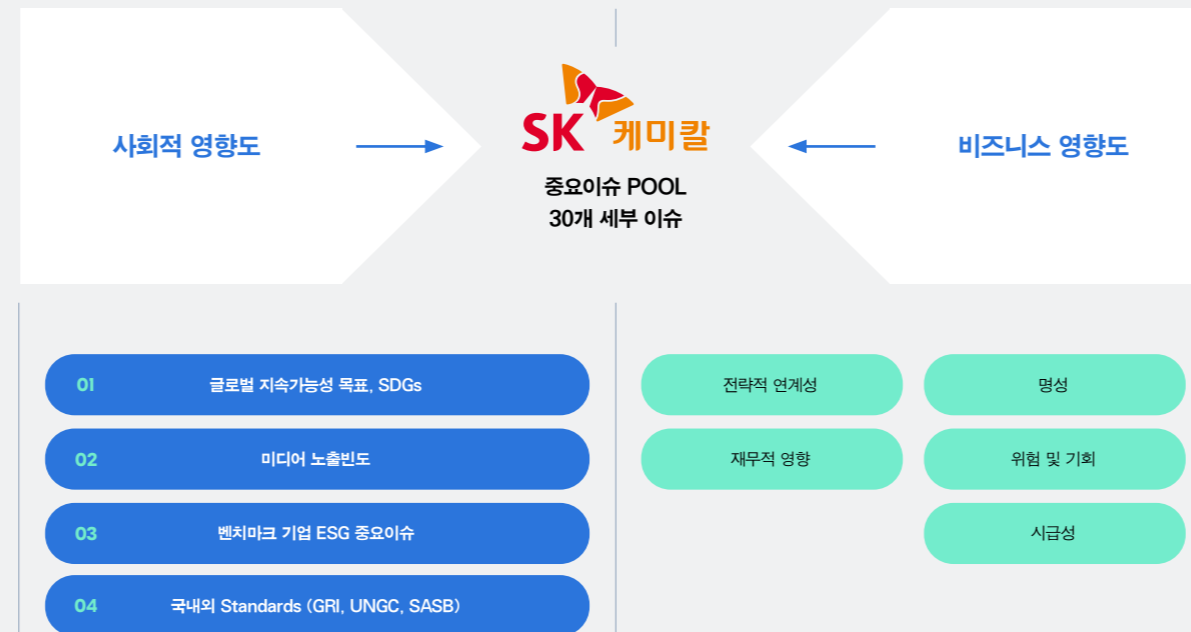 사회적 영향도
SK 케미칼
중요이슈 POOL
30개 세부 이슈
비즈니스 영향도
01 글로벌 지속가능성 목표, SDGs
02 미디어 노출빈도
03 벤치마크 기업 ESG 중요이슈
04 국내외 Standards (GRI, UNGC, SASB)
전략적 연계성
명성
재무적 영향
위험 및 기회
시급성